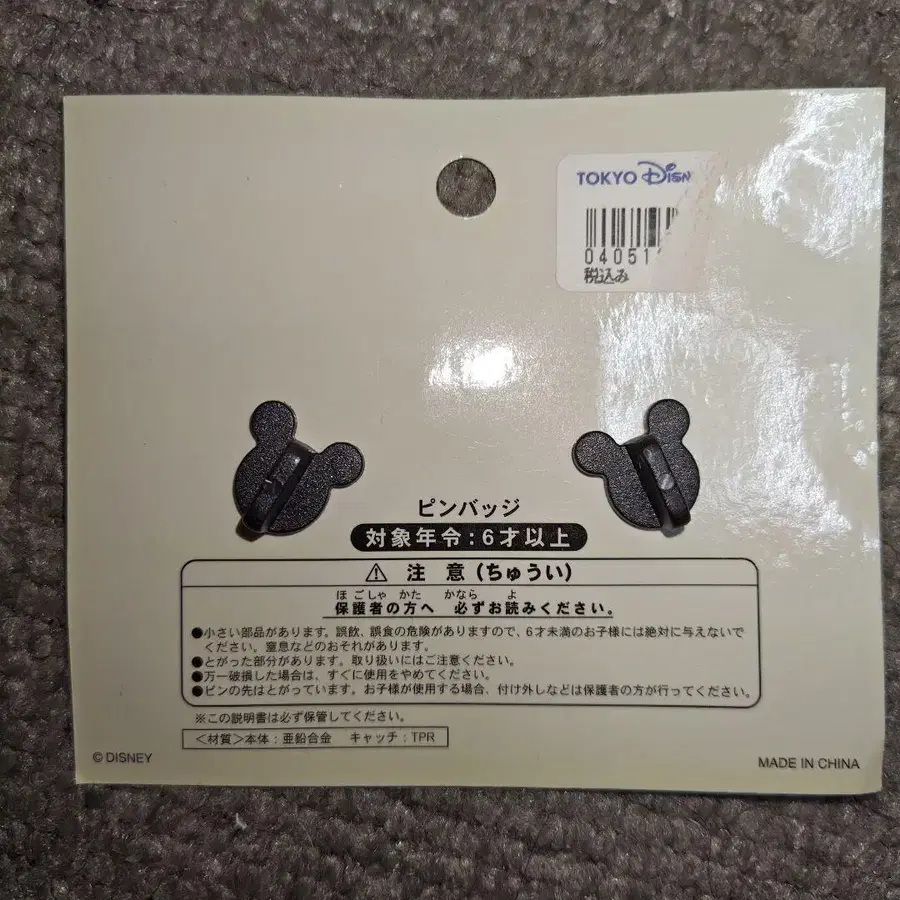 TOKYO Disn
04051
税込み
ピンバッジ
対象年令:6才以上
⚠ 注 意(ちゅうい)
ほごしゃ かた かなら よ
保護者の方へ 必ずお読みください。
●小さい部品があります。誤飲、誤食の危険がありますので、6才未満のお子様には絶対に与えないで
ください。窒息などのおそれがあります。
●とがった部分があります。取り扱いにはご注意ください。
●万一破損した場合は、すぐに使用をやめてください。
●ピンの先はとがっています。お子様が使用する場合、付け外しなどは保護者の方が行ってください。
※この説明書は必ず保管してください。
<材質>本体:亜鉛合金 キャッチ:TPR
© DISNEY
MADE IN CHINA